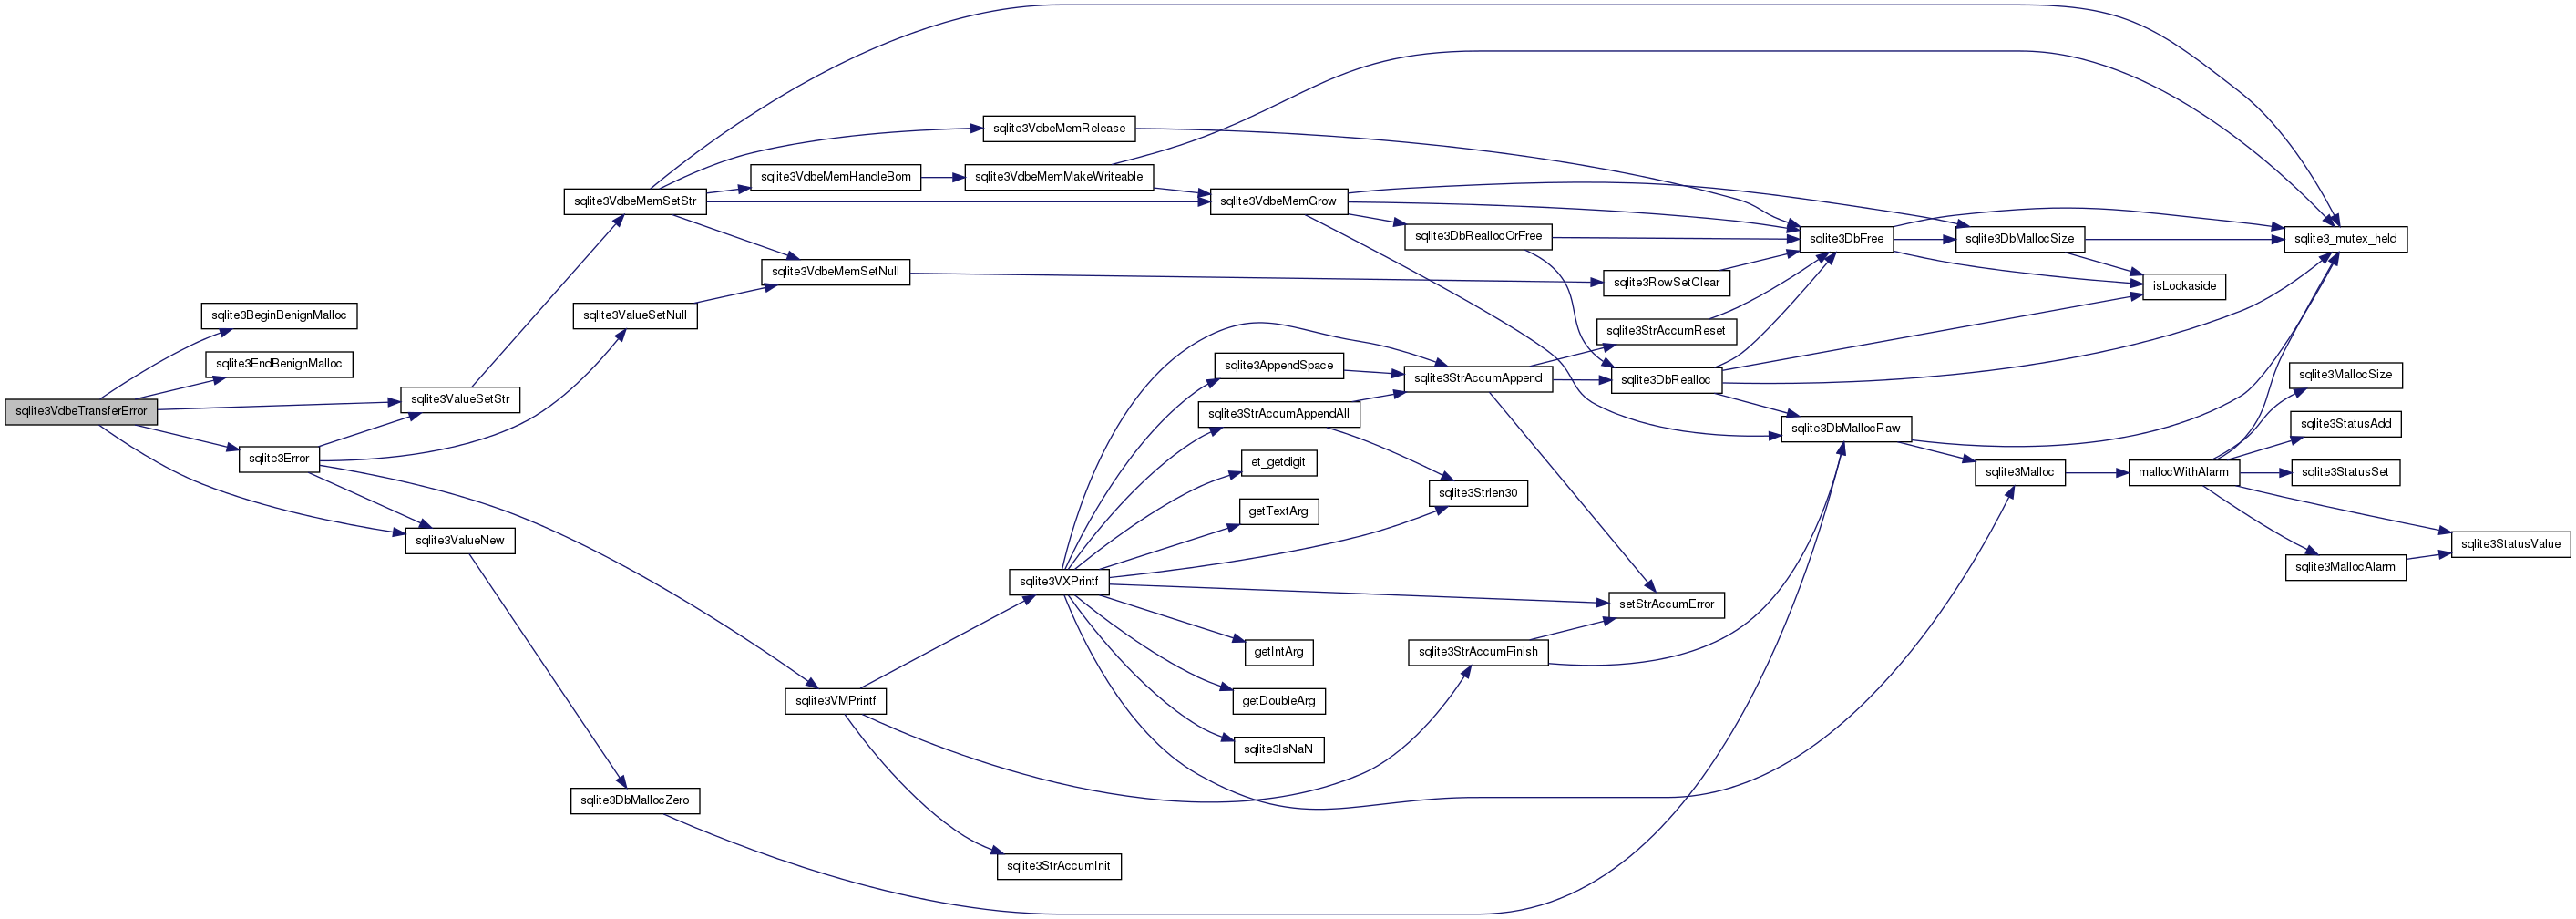 sqlite3VdbeTransferError
sqlite3BeginBenignMalloc
sqlite3EndBenignMalloc
sqlite3ValueSetStr
sqlite3Error
sqlite3ValueNew
sqlite3VdbeMemSetStr
sqlite3ValueSetNull
sqlite3DbMallocZero
sqlite3VdbeMemHandleBom
sqlite3VdbeMemSetNull
sqlite3VMPrintf
sqlite3VdbeMemRelease
sqlite3VdbeMemMakeWriteable
sqlite3VXPrintf
sqlite3StrAccumInit
sqlite3VdbeMemGrow
sqlite3AppendSpace
sqlite3StrAccumAppendAll
et_getdigit
getTextArg
getIntArg
getDoubleArg
sqlite3IsNaN
sqlite3DbReallocOrFree
sqlite3StrAccumAppend
sqlite3Strlen30
sqlite3StrAccumFinish
sqlite3RowSetClear
sqlite3StrAccumReset
sqlite3DbRealloc
setStrAccumError
sqlite3DbFree
sqlite3DbMallocRaw
sqlite3DbMallocSize
sqlite3Malloc
isLookaside
mallocWithAlarm
sqlite3_mutex_held
sqlite3MallocSize
sqlite3StatusAdd
sqlite3StatusSet
sqlite3MallocAlarm
sqlite3StatusValue